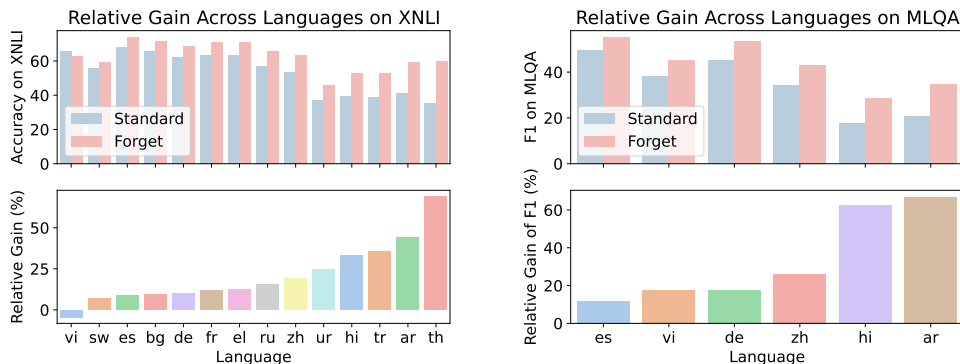 Relative Gain Across Languages on XNLI
Accuracy on XNLI
60
40
20
0
Standard
Forget
Relative Gain (%)
50
25
0
vi sw es bg de fr el ru zh ur hi tr ar th
Language
Relative Gain Across Languages on MLQA
F1 on MLQA
40
20
0
Standard
Forget
Relative Gain of F1 (%)
60
40
20
0
es vi de zh hi ar
Language